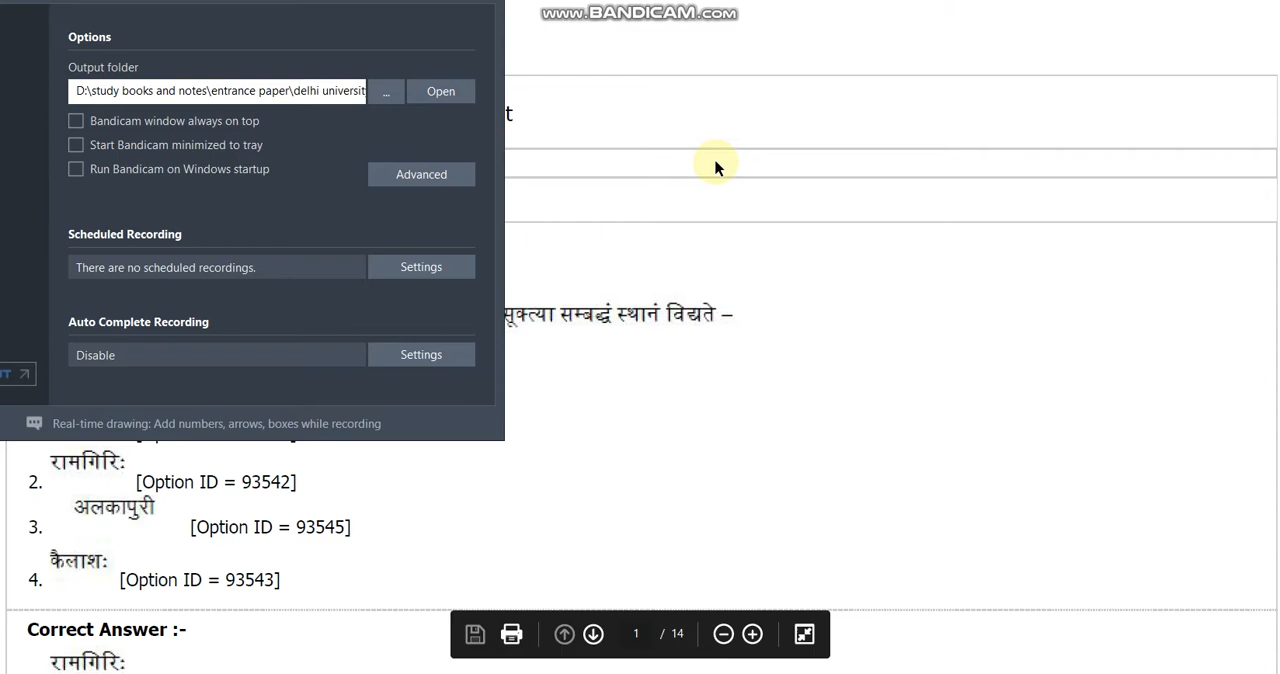 www.BANDICAM.com
Options
Output folder
D:\study books and notes\entrance paper\delhi universit
...
Open
t
Bandicam window always on top
Start Bandicam minimized to tray
Run Bandicam on Windows startup
Advanced
Scheduled Recording
There are no scheduled recordings.
Settings
सूक्त्या सम्बद्धं स्थानं विद्यते –
Auto Complete Recording
Disable
Settings
Real-time drawing: Add numbers, arrows, boxes while recording
रामगिरिः
2. [Option ID = 93542]
अलकापुरी
3. [Option ID = 93545]
कैलाशः
4. [Option ID = 93543]
Correct Answer :-
रामगिरिः
1 / 14